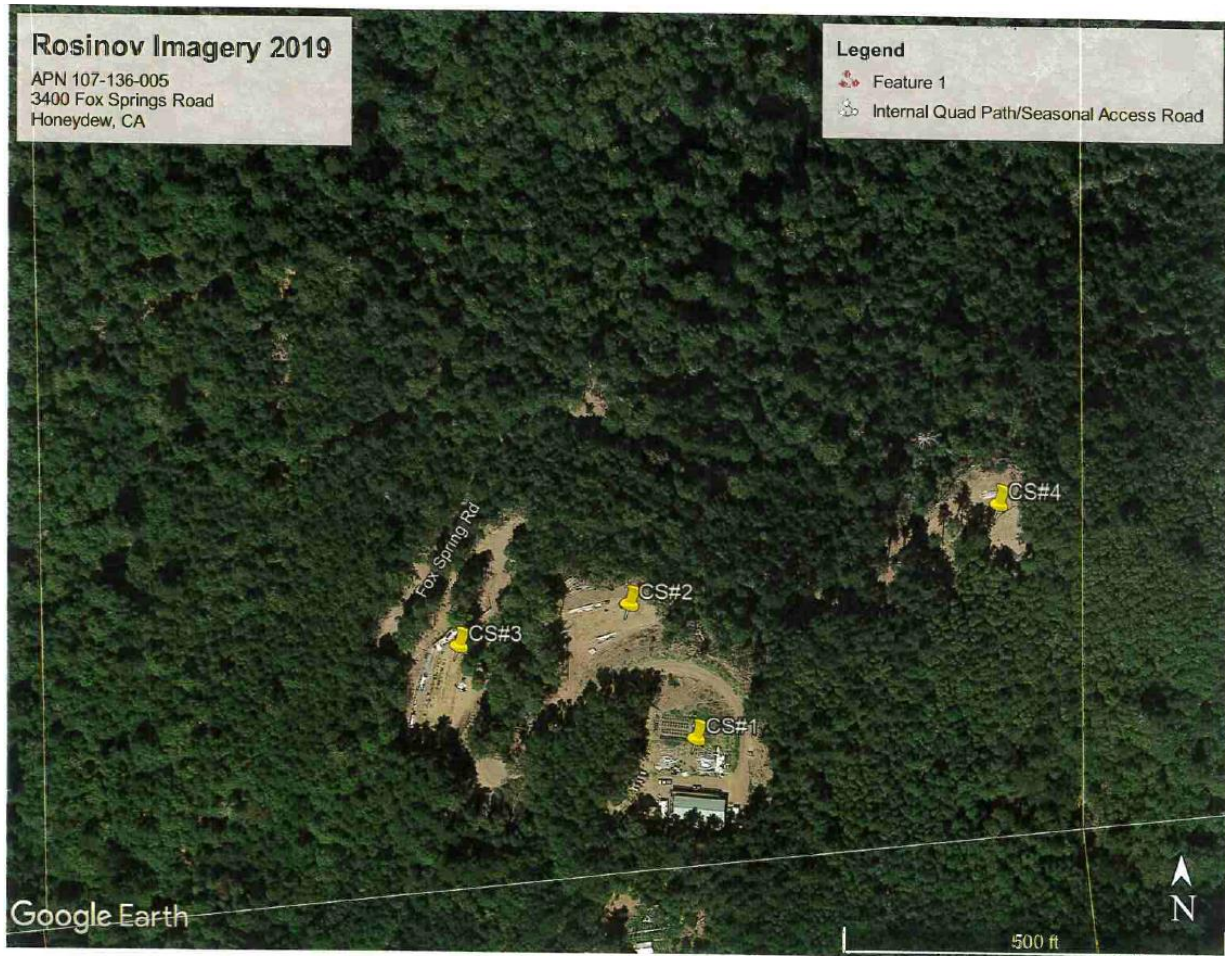 Rosinov Imagery 2019
APN 107-136-005
3400 Fox Springs Road
Honeydew, CA
Legend
Feature 1
Internal Quad Path/Seasonal Access Road
CS#4
Fox Spring Rd
CS#2
CS#3
CS#1
Google Earth
N
500 ft